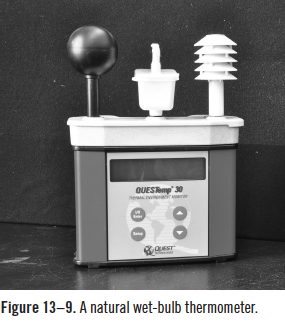 QUESTemp° 30
THERMAL ENVIRONMENT MONITOR
QUEST
Figure 13–9. A natural wet-bulb thermometer.